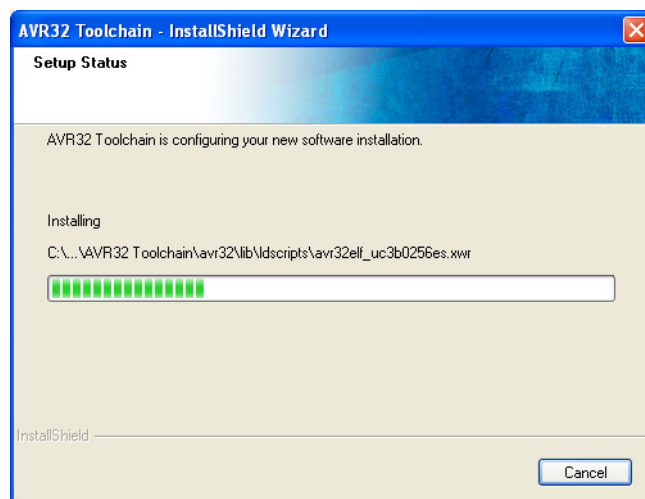 AVR32 Toolchain - InstallShield Wizard
Setup Status
AVR32 Toolchain is configuring your new software installation.
Installing
C:\...\AVR32 Toolchain\avr32\lib\ldscripts\avr32elf_uc3b0256es.xwr
InstallShield
Cancel